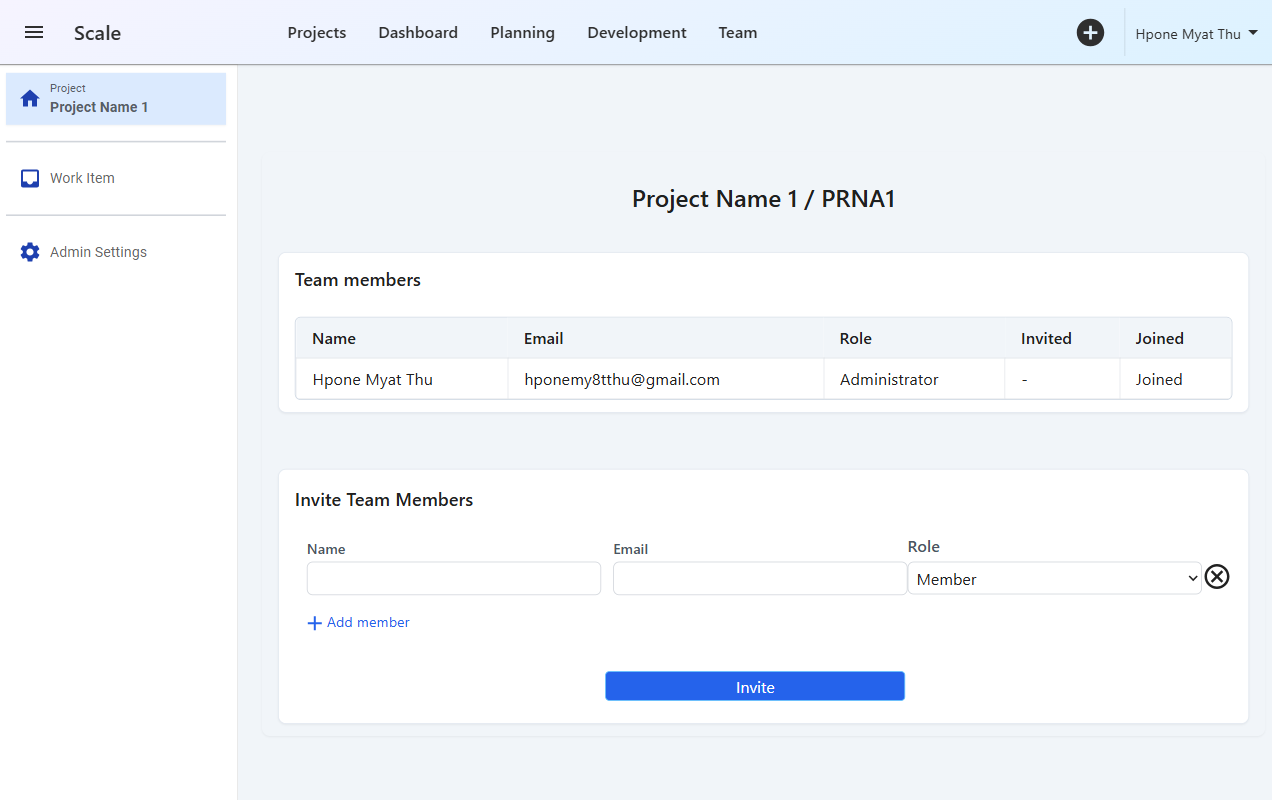 Scale
Projects Dashboard Planning Development Team
Hpone Myat Thu
Project
Project Name 1
Work Item
Admin Settings
Project Name 1 / PRNA1
Team members
Name Email Role Invited Joined
Hpone Myat Thu hponemy8tthu@gmail.com Administrator - Joined
Invite Team Members
Name Email Role
Member
Add member
Invite